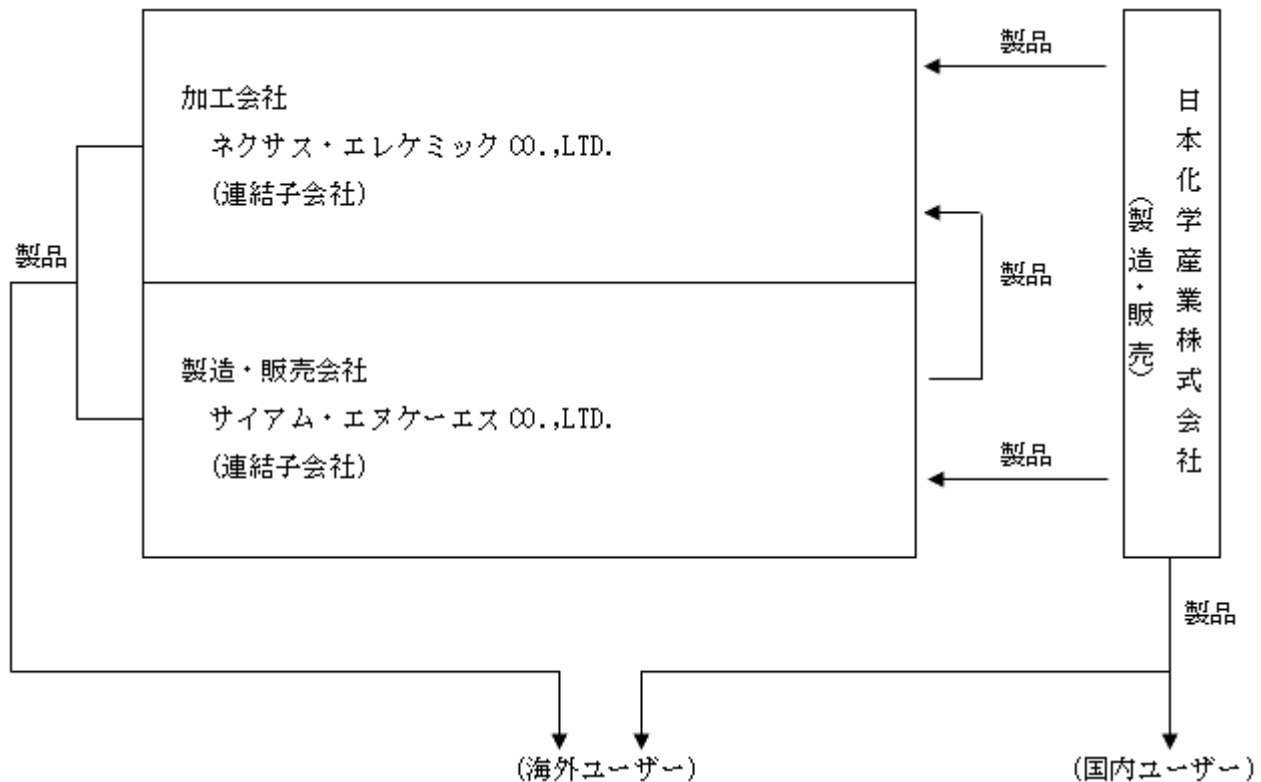 製品
日本化学産業株式会社
(製造・販売)
加工会社
ネクサス・エレケミック CO.,LTD.
(連結子会社)
製品
製品
製造・販売会社
サイアム・エヌケーエス CO.,LTD.
(連結子会社)
製品
製品
(海外ユーザー)
(国内ユーザー)